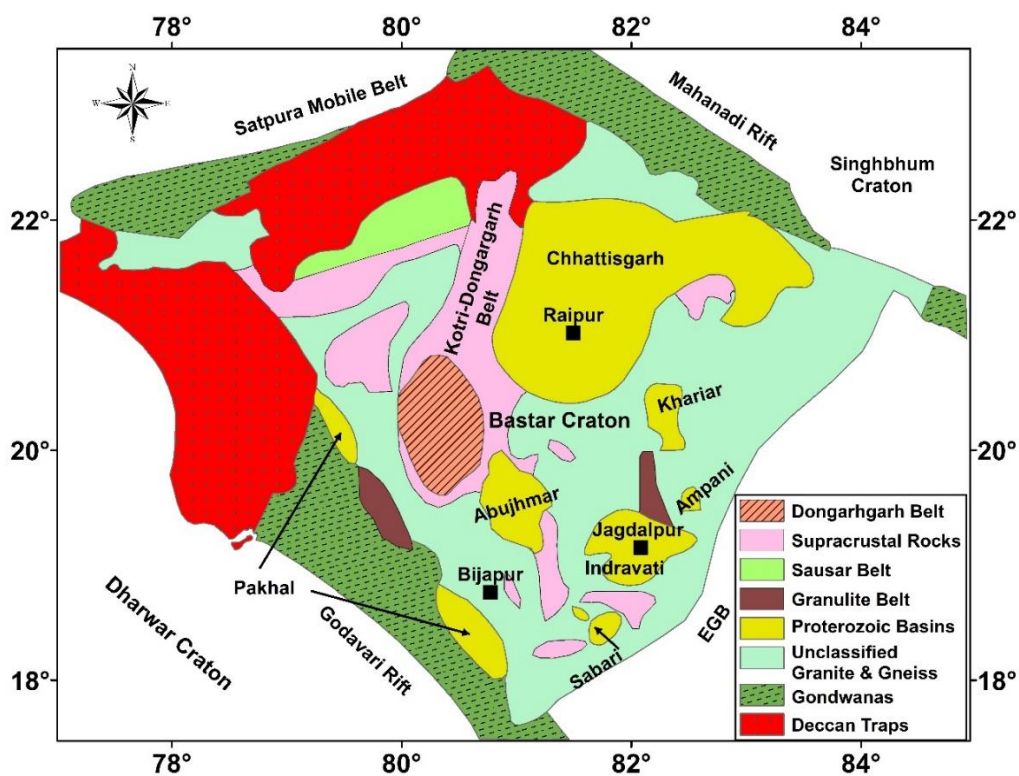 78°
80°
82°
84°
N
W
E
S
Satpura Mobile Belt
Mahanadi Rift
Singhbhum
Craton
22°
22°
Kotri-Dongargarh
Belt
Chhattisgarh
Raipur
Bastar Craton
Khariar
20°
20°
Abujhmar
Ampani
Jagdalpur
Indravati
Bijapur
Pakhal
Dharwar Craton
Godavari Rift
Sabari
EGB
18°
18°
Dongarhgarh Belt
Supracrustal Rocks
Sausar Belt
Granulite Belt
Proterozoic Basins
Unclassified
Granite & Gneiss
Gondwanas
Deccan Traps
78°
80°
82°
84°